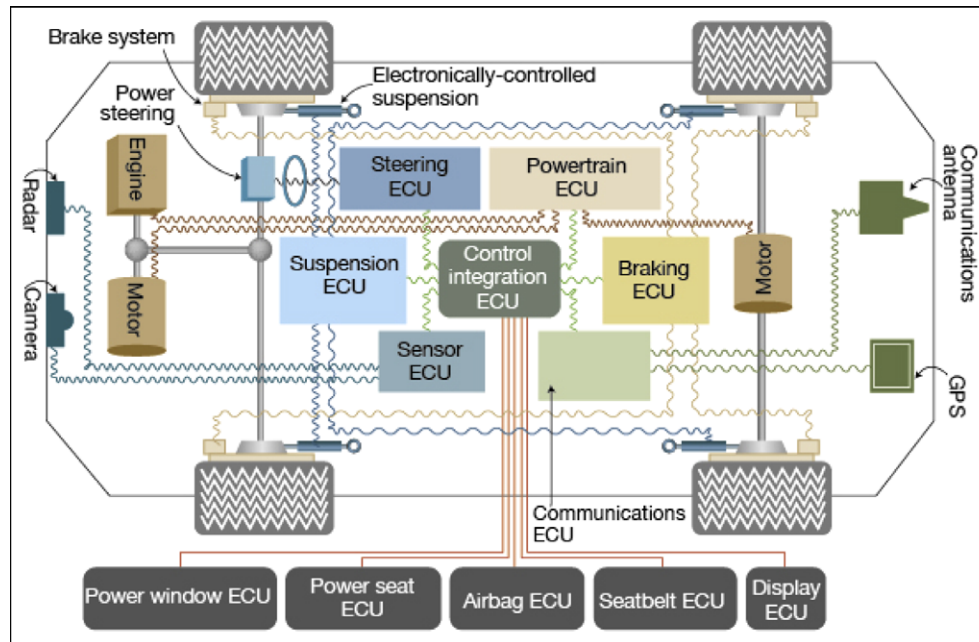 Brake system
Electronically-controlled
suspension
Power
steering
Engine
Steering
ECU
Powertrain
ECU
Communications
antenna
Radar
Control
integration
ECU
Suspension
ECU
Braking
ECU
Motor
Motor
Camera
Sensor
ECU
GPS
Communications
ECU
Power window ECU
Power seat
ECU
Airbag ECU
Seatbelt ECU
Display
ECU